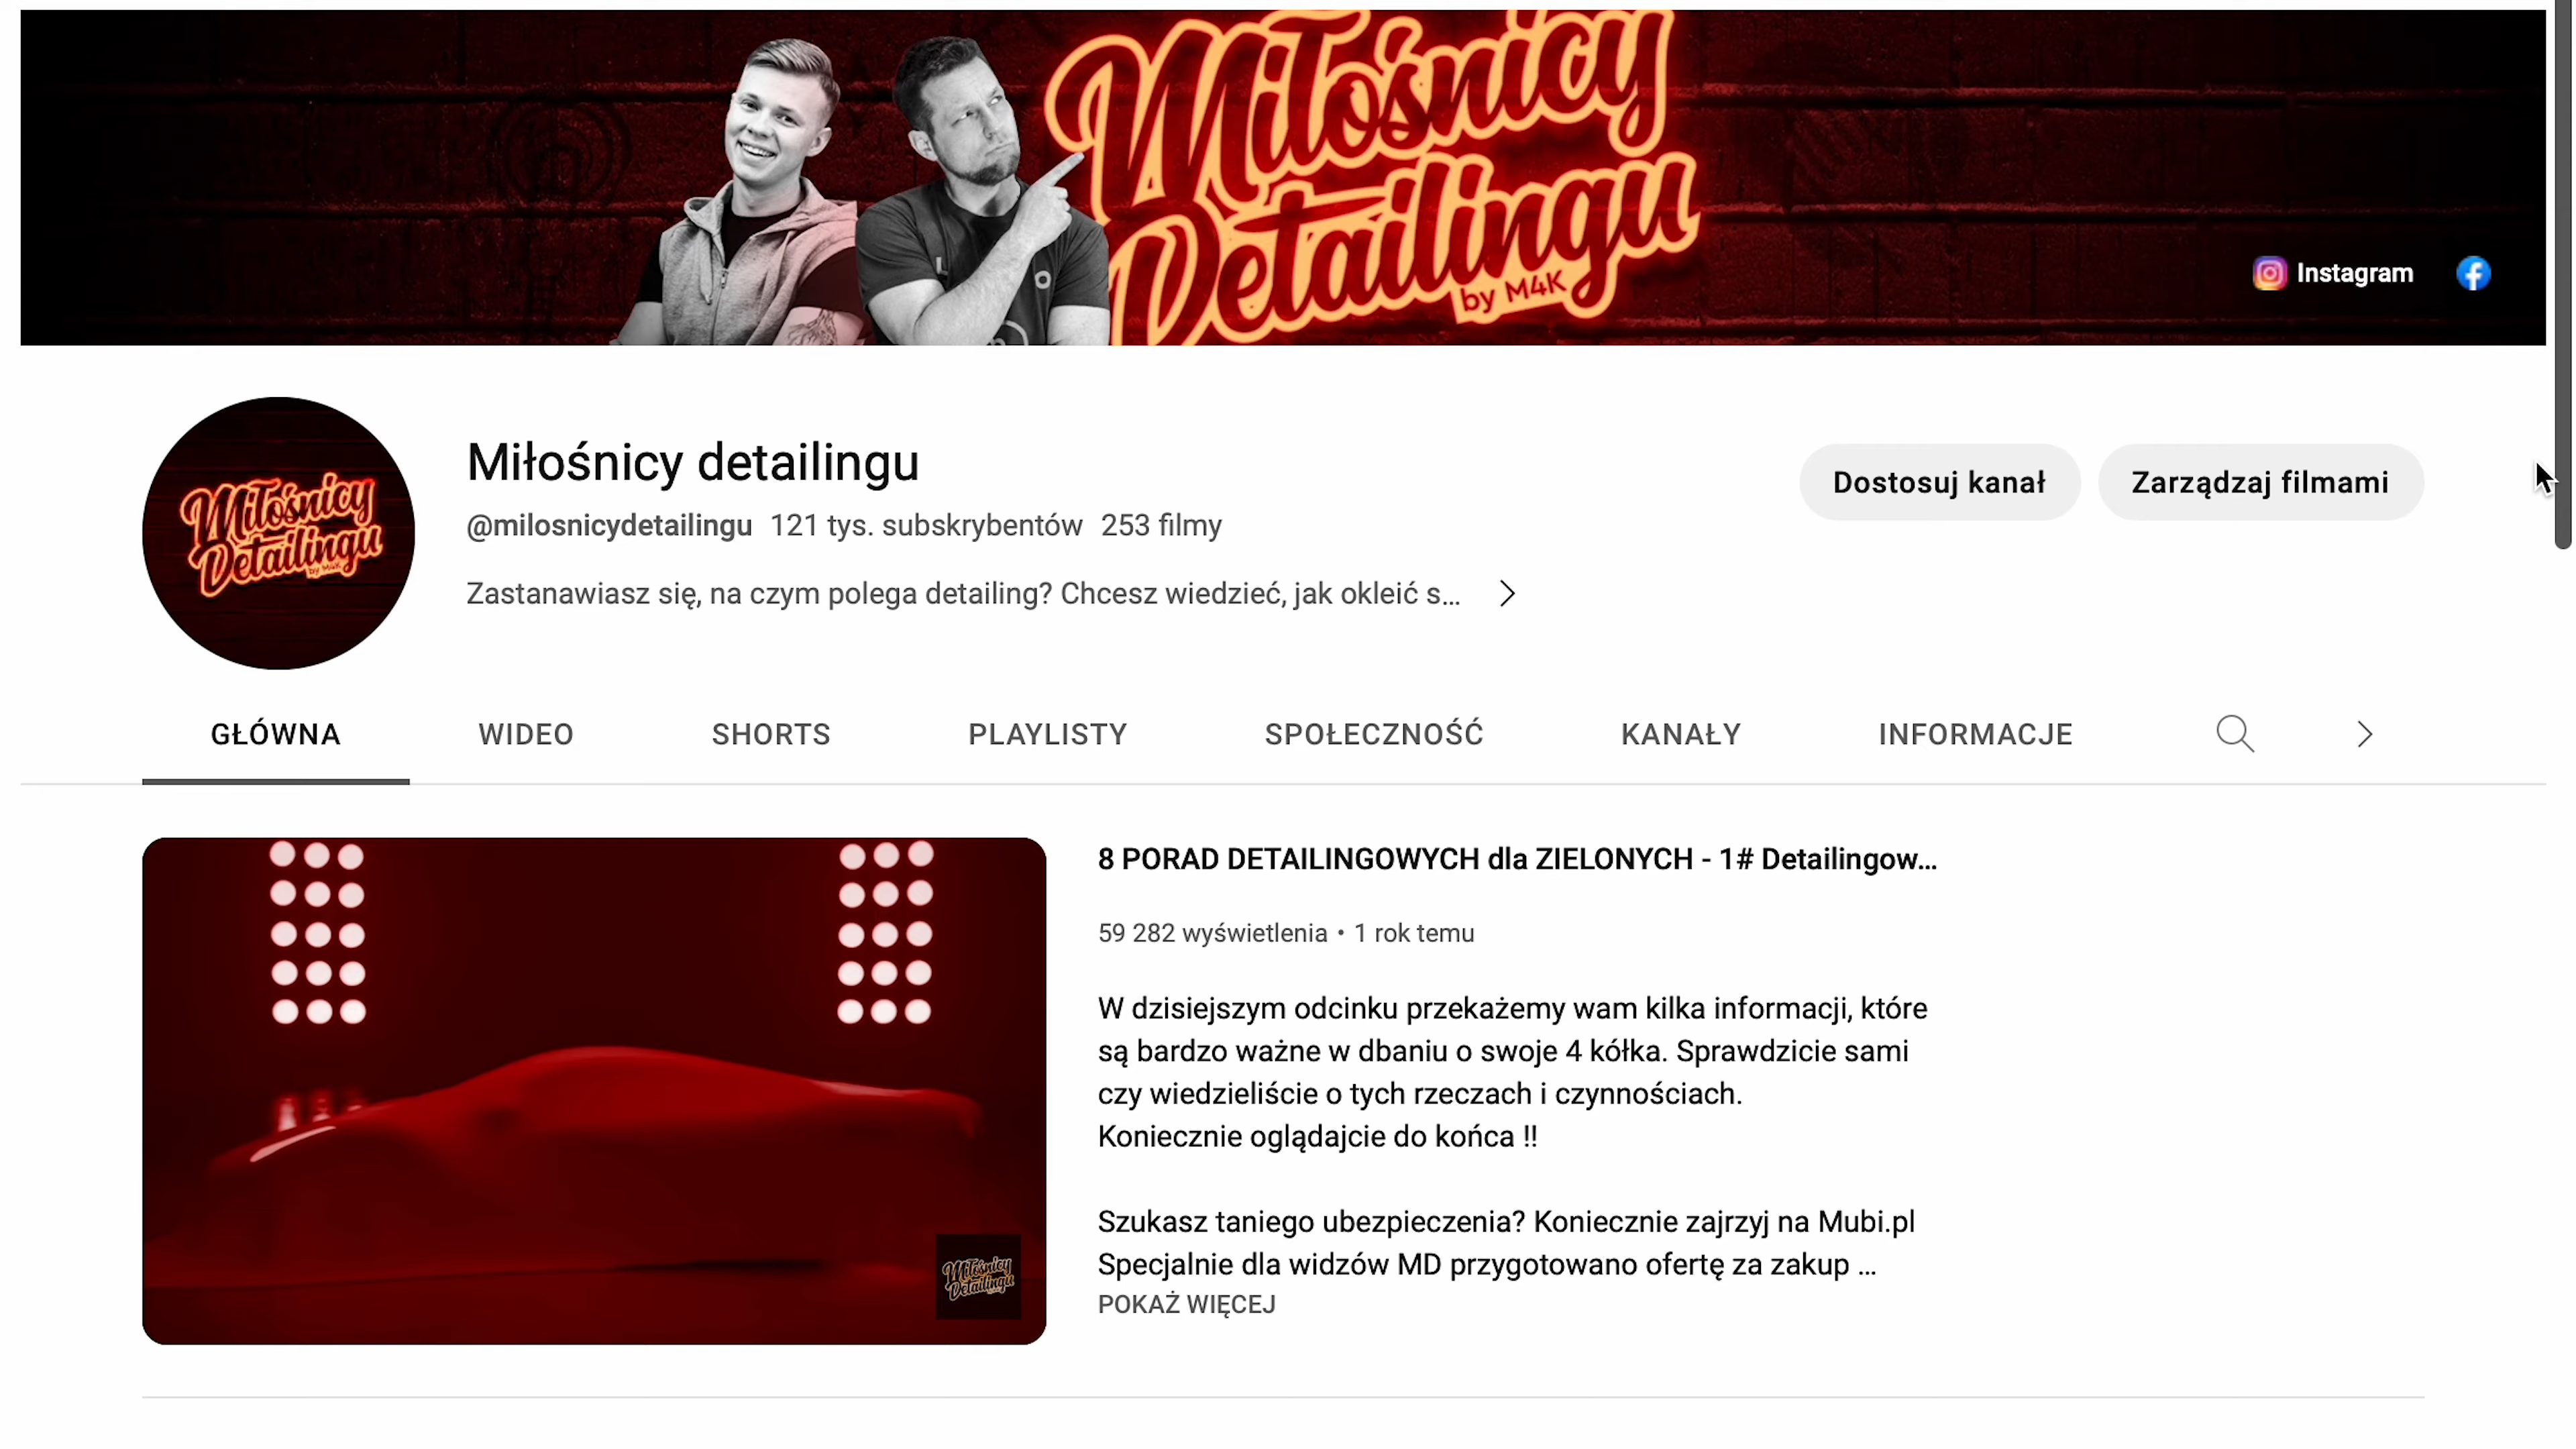 Miłośnicy
Detailingu
by M4K
Instagram
Miłośnicy
Detailingu
by M4K
Miłośnicy detailingu
@milosnicydetailingu 121 tys. subskrybentów 253 filmy
Zastanawiasz się, na czym polega detailing? Chcesz wiedzieć, jak okleić s...
Dostosuj kanał
Zarządzaj filmami
GŁÓWNA WIDEO SHORTS PLAYLISTY SPOŁECZNOŚĆ KANAŁY INFORMACJE
Miłośnicy
Detailingu
8 PORAD DETAILINGOWYCH dla ZIELONYCH - 1# Detailingow...
59 282 wyświetlenia • 1 rok temu
W dzisiejszym odcinku przekażemy wam kilka informacji, które
są bardzo ważne w dbaniu o swoje 4 kółka. Sprawdzicie sami
czy wiedzieliście o tych rzeczach i czynnościach.
Koniecznie oglądajcie do końca !!
Szukasz taniego ubezpieczenia? Koniecznie zajrzyj na Mubi.pl
Specjalnie dla widzów MD przygotowano ofertę za zakup ...
POKAŻ WIĘCEJ